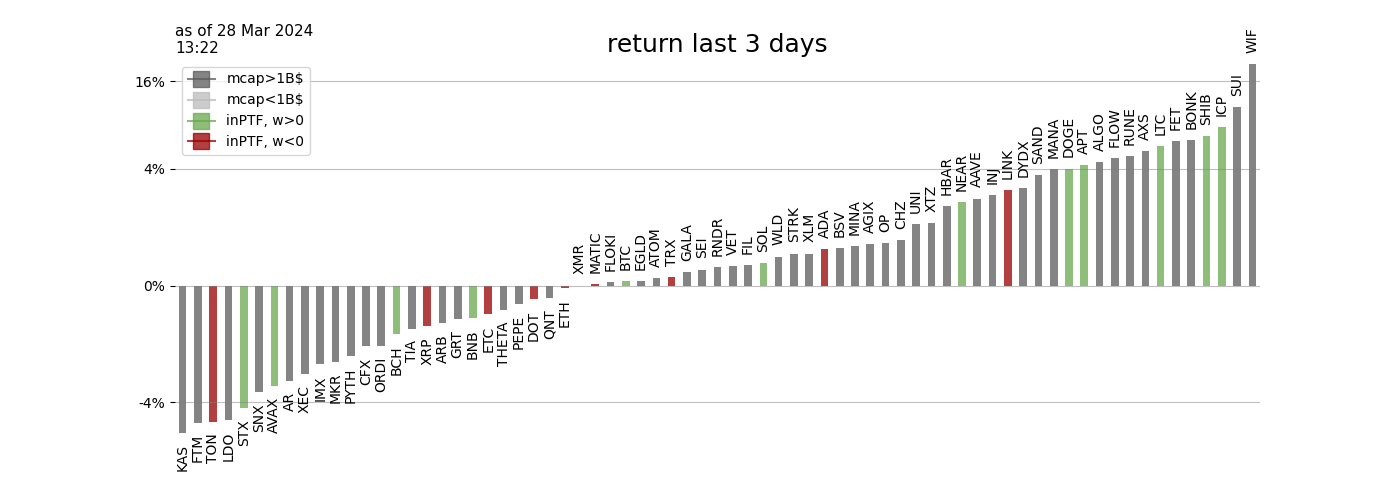 as of 28 Mar 2024
13:22
return last 3 days
mcap>1B$
mcap<1B$
inPTF, w>0
inPTF, w<0
16%
4%
0%
-4%
KAS
FTM
TON
LDO
STX
SNX
AVAX
AR
XEC
IMX
MKR
PYTH
CFX
ORDI
BCH
TIA
XRP
ARB
GRT
BNB
ETC
THETA
PEPE
DOT
QNT
ETH
XMR
MATIC
FLOKI
BTC
EGLD
ATOM
TRX
GALA
SEI
RNDR
VET
FIL
SOL
WLD
STRK
XLM
ADA
BSV
MINA
AGIX
OP
CHZ
UNI
XTZ
HBAR
NEAR
AAVE
INJ
LINK
DYDX
SAND
MANA
DOGE
APT
ALGO
FLOW
RUNE
AXS
LTC
FET
BONK
SHIB
ICP
SUI
WIF